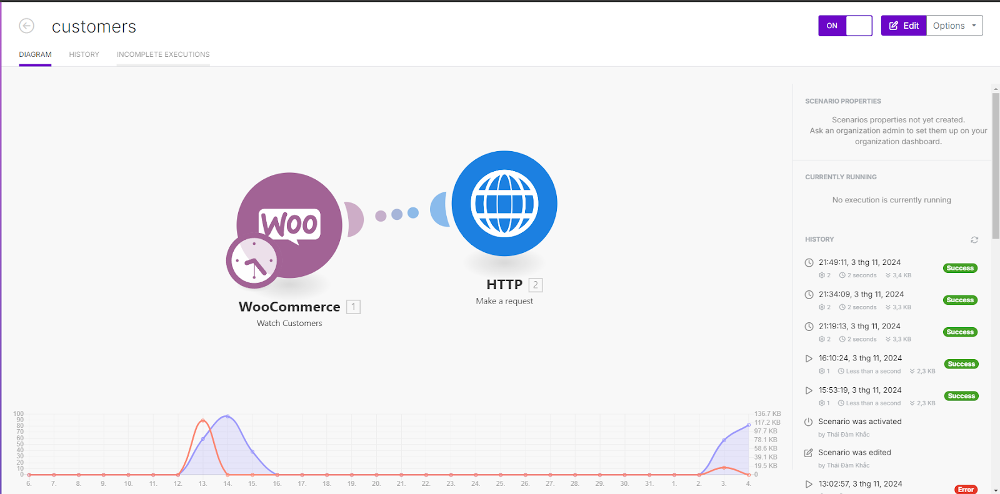 customers
ON
Edit
Options
DIAGRAM
HISTORY
INCOMPLETE EXECUTIONS
SCENARIO PROPERTIES
Scenarios properties not yet created.
Ask an organization admin to set them up on your
organization dashboard.
CURRENTLY RUNNING
No execution is currently running
HISTORY
21:49:11, 3 thg 11, 2024
Success
2 2 seconds 3,4 KB
21:34:09, 3 thg 11, 2024
Success
2 2 seconds 3,3 KB
21:19:13, 3 thg 11, 2024
Success
2 2 seconds 3,3 KB
16:10:24, 3 thg 11, 2024
Success
1 Less than a second 2,3 KB
15:53:19, 3 thg 11, 2024
Success
1 Less than a second 2,3 KB
Scenario was activated
by Thái Đàm Khắc
Scenario was edited
by Thái Đàm Khắc
13:02:57, 3 thg 11, 2024
Error
WOO
WooCommerce 1
Watch Customers
HTTP 2
Make a request
100
90
80
70
60
50
40
30
20
10
0
136.7 KB
117.2 KB
97.7 KB
78.1 KB
58.6 KB
39.1 KB
19.5 KB
0
6. 7. 8. 9. 10. 11. 12. 13. 14. 15. 16. 17. 18. 19. 20. 21. 22. 23. 24. 25. 26. 27. 28. 29. 30. 31. 1. 2. 3. 4.